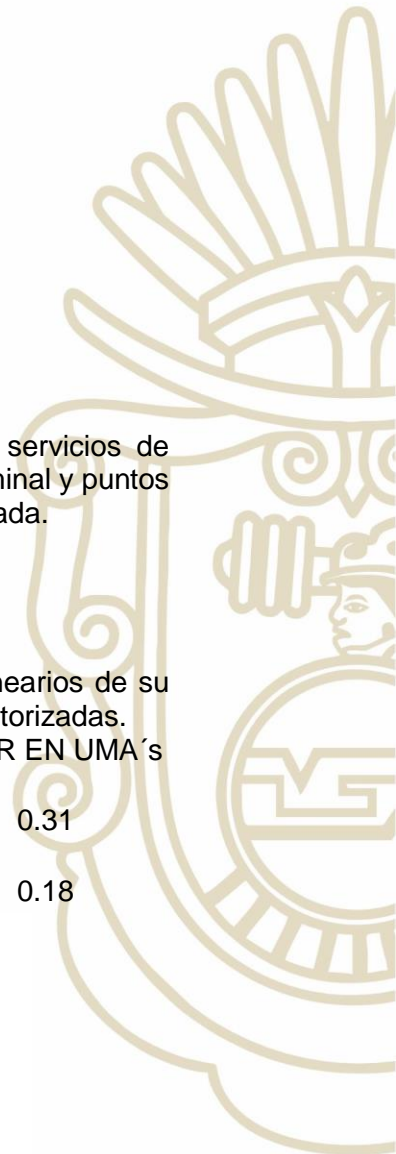 servicios de
minal y puntos
ada.
nearios de su
torizadas.
R EN UMA´s
0.31
0.18